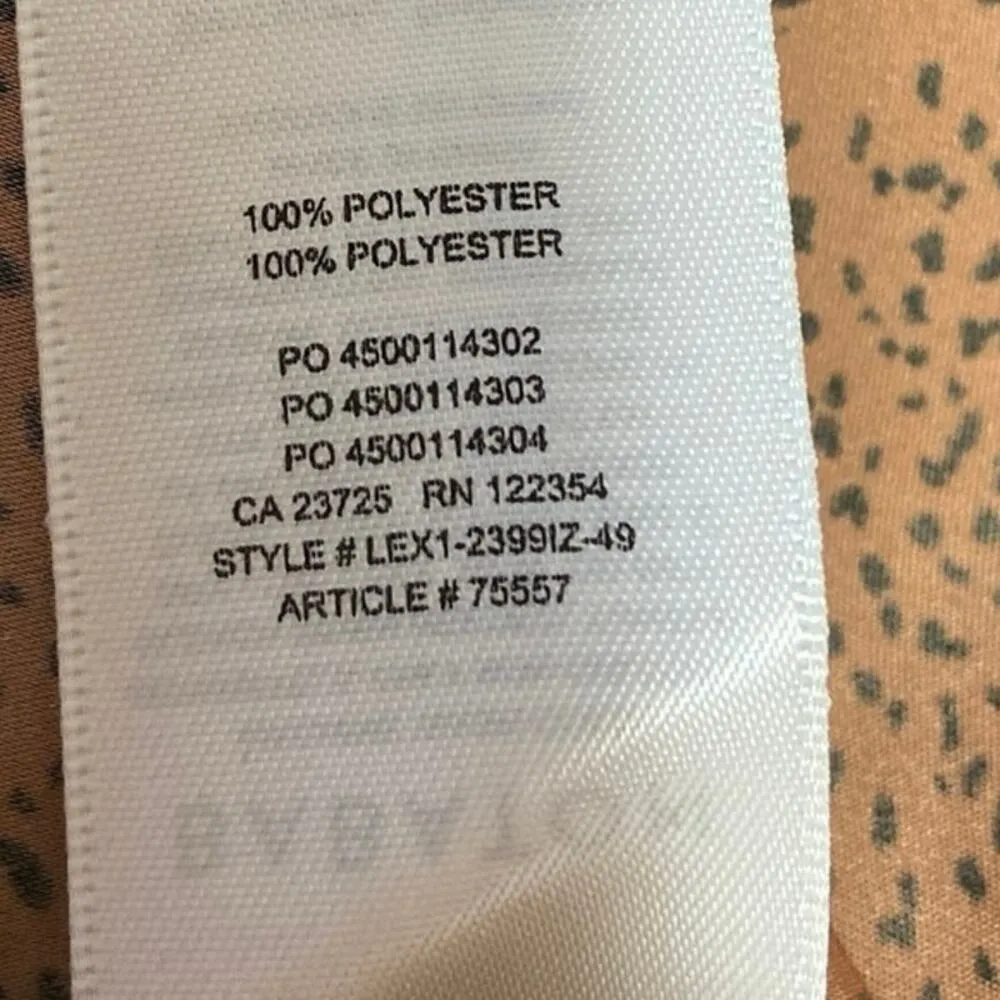 100% POLYESTER
100% POLYESTER
PO 4500114302
PO 4500114303
PO 4500114304
CA 23725 RN 122354
STYLE # LEX1-2399IZ-49
ARTICLE # 75557